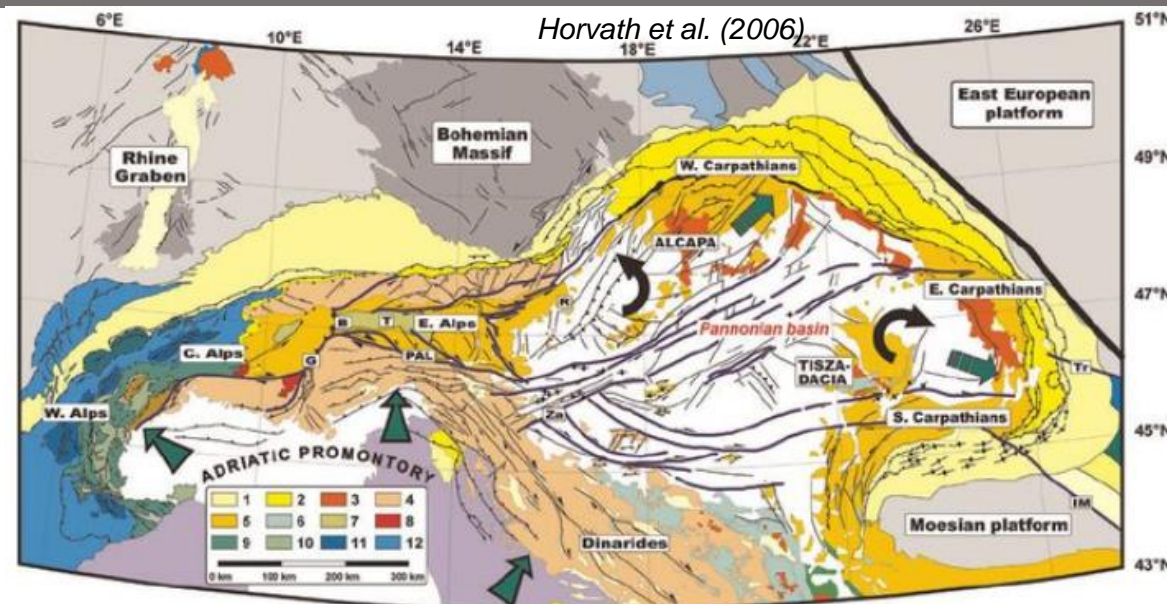 Horvath et al. (2006)
6°E
10°E
14°E
18°E
22°E
26°E
51°N
49°N
47°N
45°N
43°N
East European
platform
Bohemian
Massif
Rhine
Graben
W. Carpathians
ALCAPA
E. Carpathians
R
B
T
E. Alps
Pannonian basin
C. Alps
G
PAL
TISZA-
DACIA
Tr
W. Alps
Za
S. Carpathians
ADRIATIC PROMONTORY
IM
Moesian platform
Dinarides
1 2 3 4
5 6 7 8
9 10 11 12
0 km 100 km 200 km 300 km